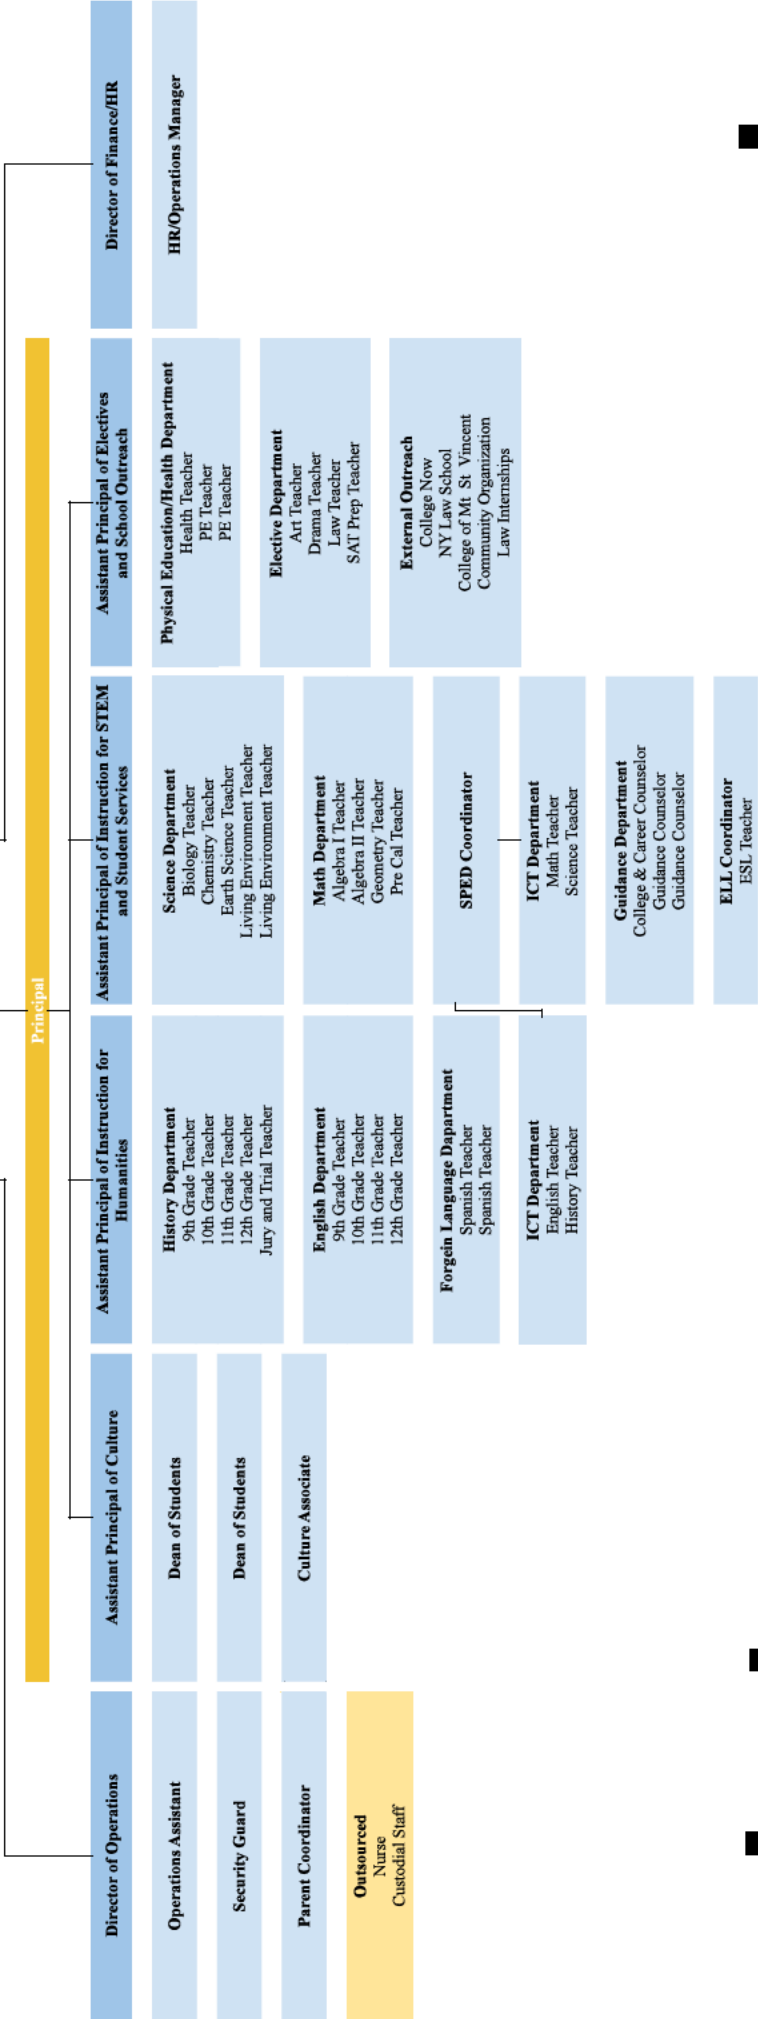 Principal
Director of Operations
Operations Assistant
Security Guard
Parent Coordinator
Outsourced
Nurse
Custodial Staff
Assistant Principal of Culture
Dean of Students
Dean of Students
Culture Associate
Assistant Principal of Instruction for
Humanities
History Department
9th Grade Teacher
10th Grade Teacher
11th Grade Teacher
12th Grade Teacher
Jury and Trial Teacher
English Department
9th Grade Teacher
10th Grade Teacher
11th Grade Teacher
12th Grade Teacher
Forgein Language Dapartment
Spanish Teacher
Spanish Teacher
ICT Department
English Teacher
History Teacher
Assistant Principal of Instruction for STEM
and Student Services
Science Department
Biology Teacher
Chemistry Teacher
Earth Science Teacher
Living Environment Teacher
Living Environment Teacher
Math Department
Algebra I Teacher
Algebra II Teacher
Geometry Teacher
Pre Cal Teacher
SPED Coordinator
ICT Department
Math Teacher
Science Teacher
Guidance Department
College & Career Counselor
Guidance Counselor
Guidance Counselor
ELL Coordinator
ESL Teacher
Assistant Principal of Electives
and School Outreach
Physical Education/Health Department
Health Teacher
PE Teacher
PE Teacher
Elective Department
Art Teacher
Drama Teacher
Law Teacher
SAT Prep Teacher
External Outreach
College Now
NY Law School
College of Mt St Vincent
Community Organization
Law Internships
Director of Finance/HR
HR/Operations Manager